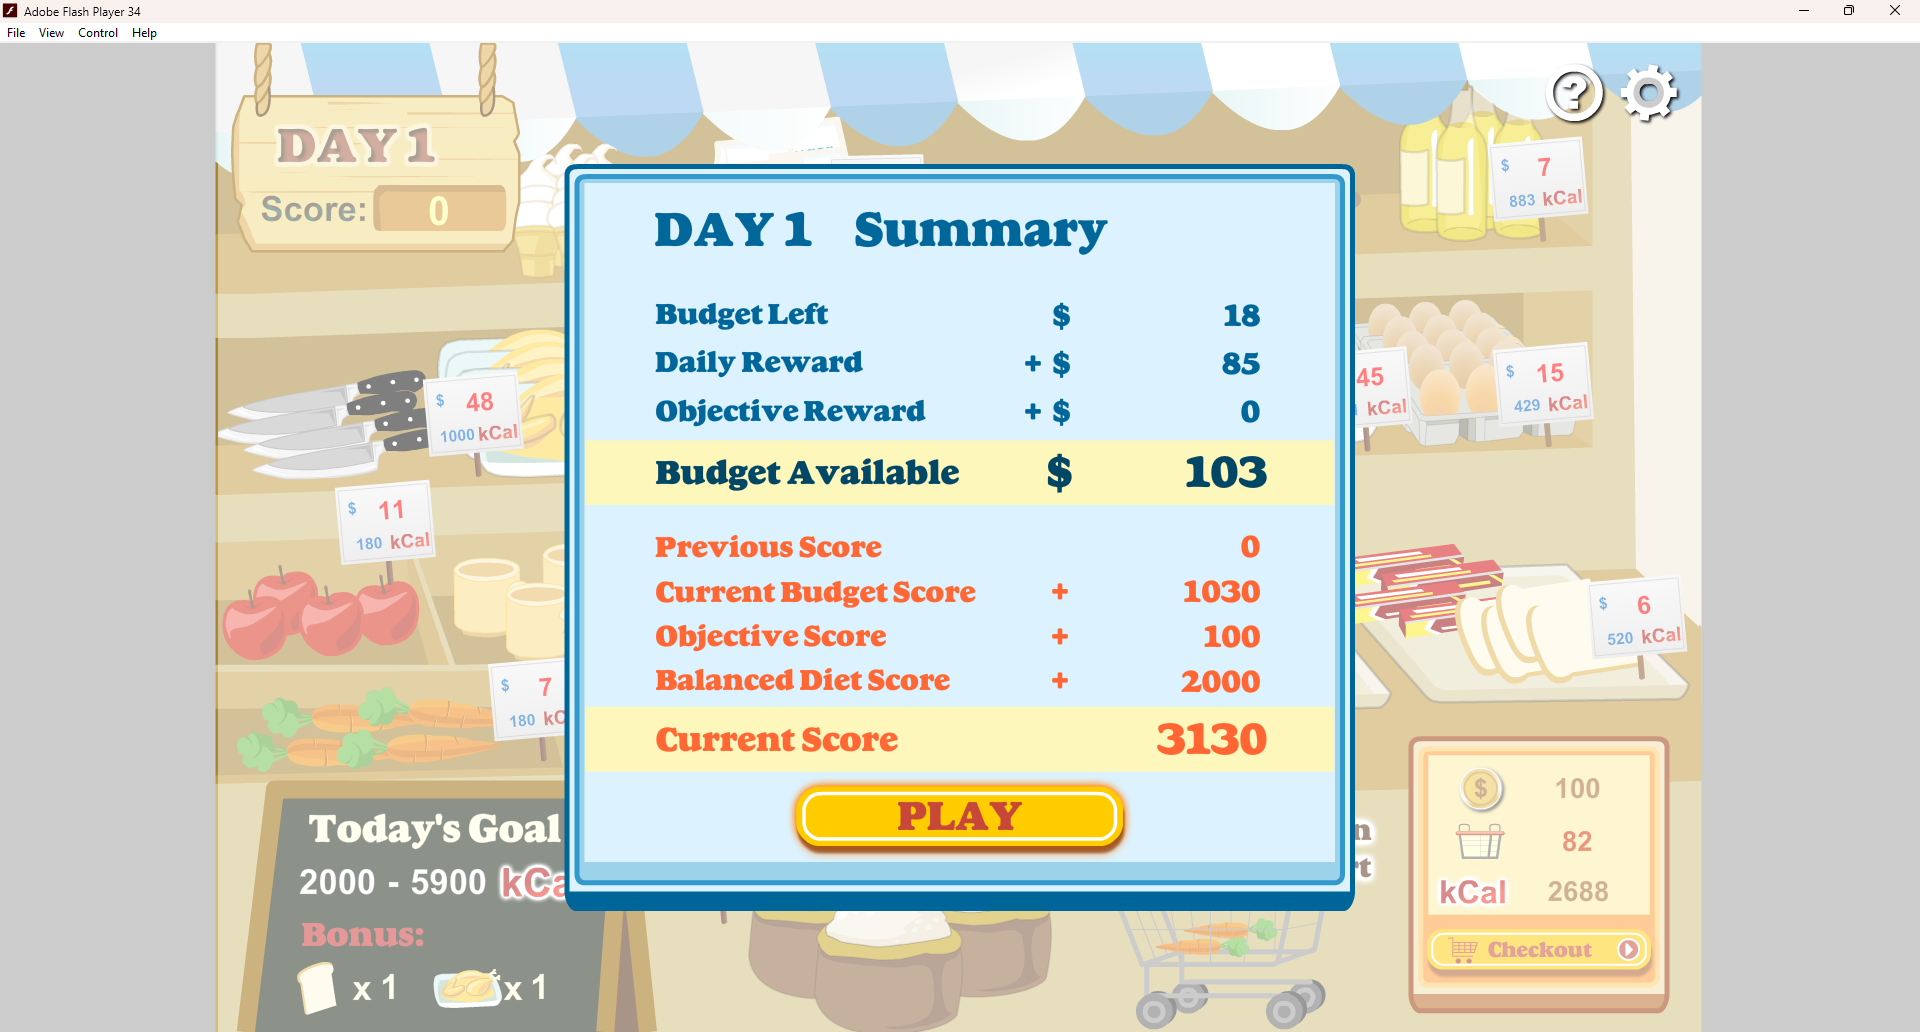 Adobe Flash Player 34
File View Control Help
DAY 1
Score: 0
$ 7
883 kCal
$ 48
1000 kCal
45
kCal
$ 15
429 kCal
$ 11
180 kCal
$ 6
520 kCal
$ 7
180 kC
DAY 1 Summary
Budget Left $ 18
Daily Reward + $ 85
Objective Reward + $ 0
Budget Available $ 103
Previous Score 0
Current Budget Score + 1030
Objective Score + 100
Balanced Diet Score + 2000
Current Score 3130
PLAY
Today's Goal
2000 - 5900 kCa
Bonus:
x 1 x 1
$ 100
82
kCal 2688
Checkout